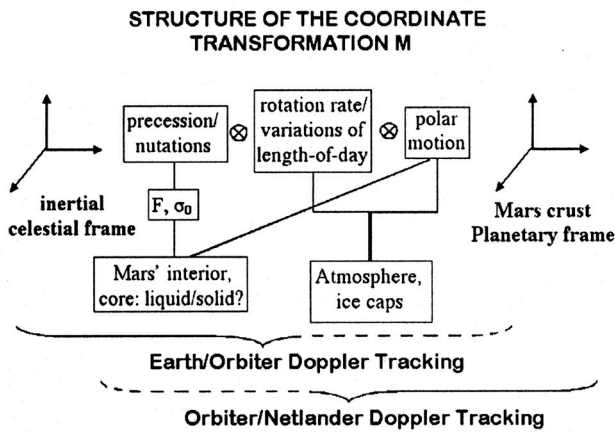 STRUCTURE OF THE COORDINATE
TRANSFORMATION M
precession/
nutations
⊗
rotation rate/
variations of
length-of-day
⊗
polar
motion
inertial
celestial frame
F, σ₀
Mars crust
Planetary frame
Mars' interior,
core: liquid/solid?
Atmosphere,
ice caps
Earth/Orbiter Doppler Tracking
Orbiter/Netlander Doppler Tracking